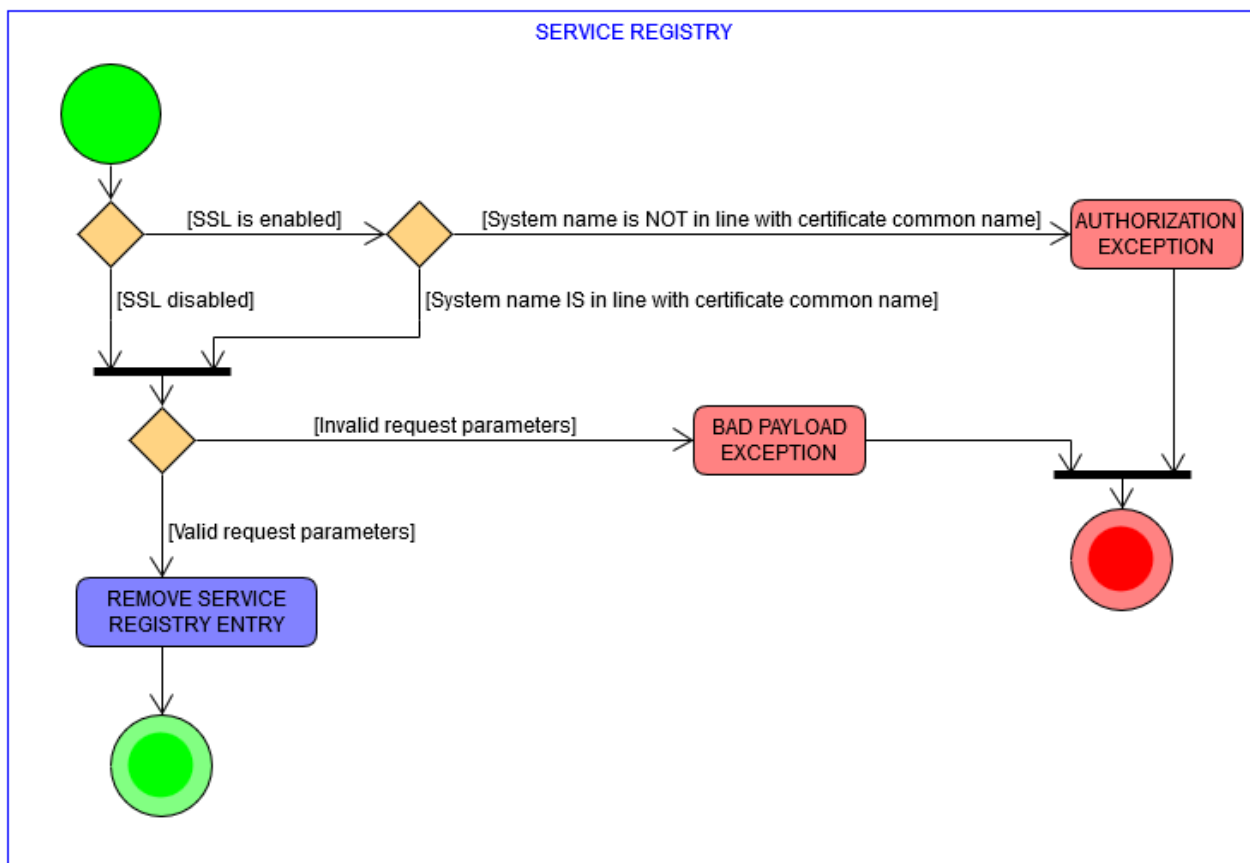 SERVICE REGISTRY
[SSL is enabled]
[System name is NOT in line with certificate common name]
AUTHORIZATION
EXCEPTION
[SSL disabled]
[System name IS in line with certificate common name]
[Invalid request parameters]
BAD PAYLOAD
EXCEPTION
[Valid request parameters]
REMOVE SERVICE
REGISTRY ENTRY